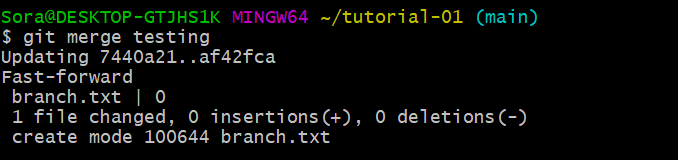 Sora@DESKTOP-GTJHS1K MINGW64 ~/tutorial-01 (main)
$ git merge testing
Updating 7440a21..af42fca
Fast-forward
 branch.txt | 0
 1 file changed, 0 insertions(+), 0 deletions(-)
 create mode 100644 branch.txt